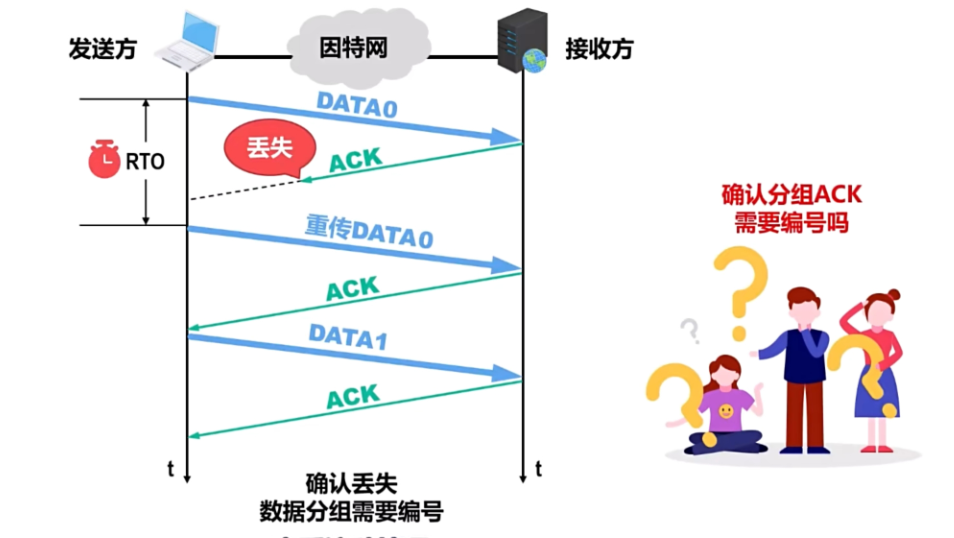 发送方
因特网
接收方
DATA0
丢失
ACK
RTO
重传DATA0
ACK
DATA1
ACK
t
t
确认丢失
数据分组需要编号
确认分组ACK
需要编号吗